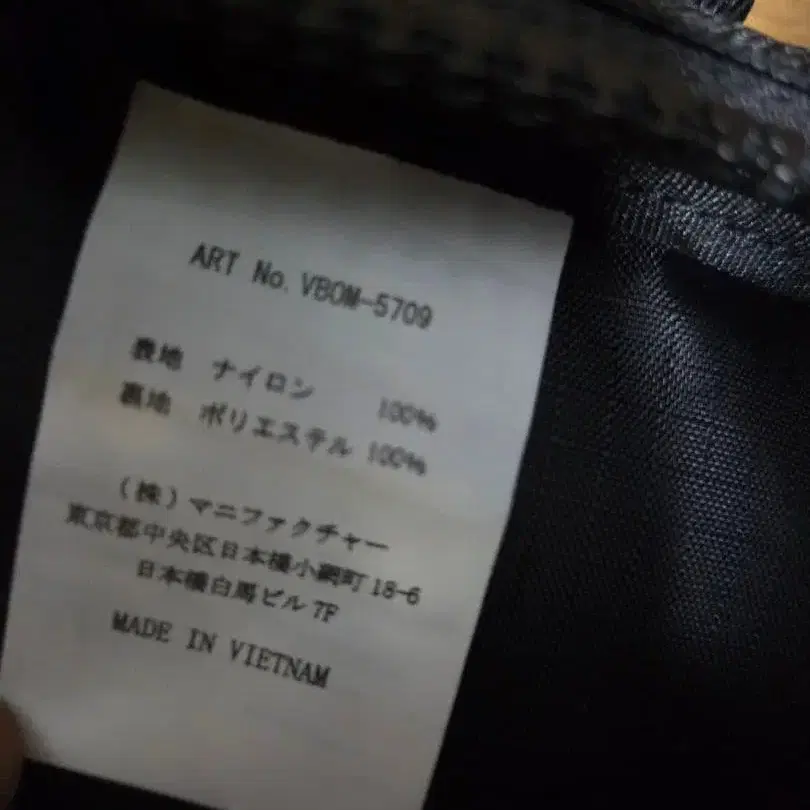 ART No. VBOM-5709
表地 ナイロン 100%
裏地 ポリエステル 100%
(株)マニファクチャー
東京都中央区日本橋小網町18-6
日本橋白馬ビル7F
MADE IN VIETNAM